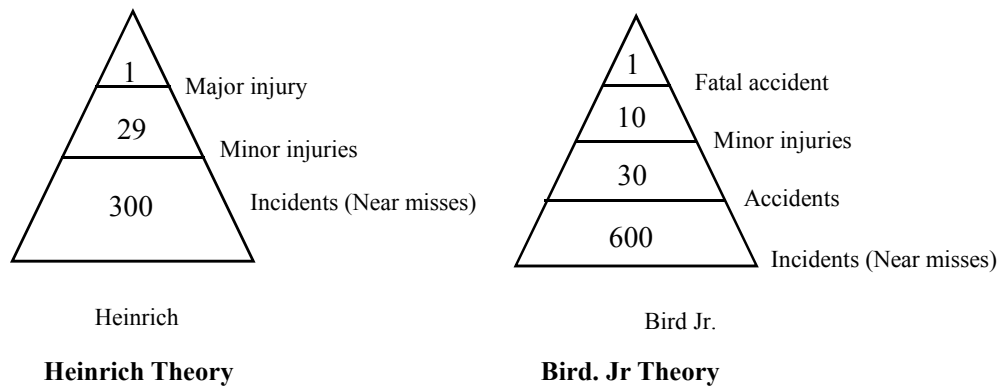 1
Major injury
29
Minor injuries
300
Incidents (Near misses)
Heinrich
Heinrich Theory
1
Fatal accident
10
Minor injuries
30
Accidents
600
Incidents (Near misses)
Bird Jr.
Bird. Jr Theory